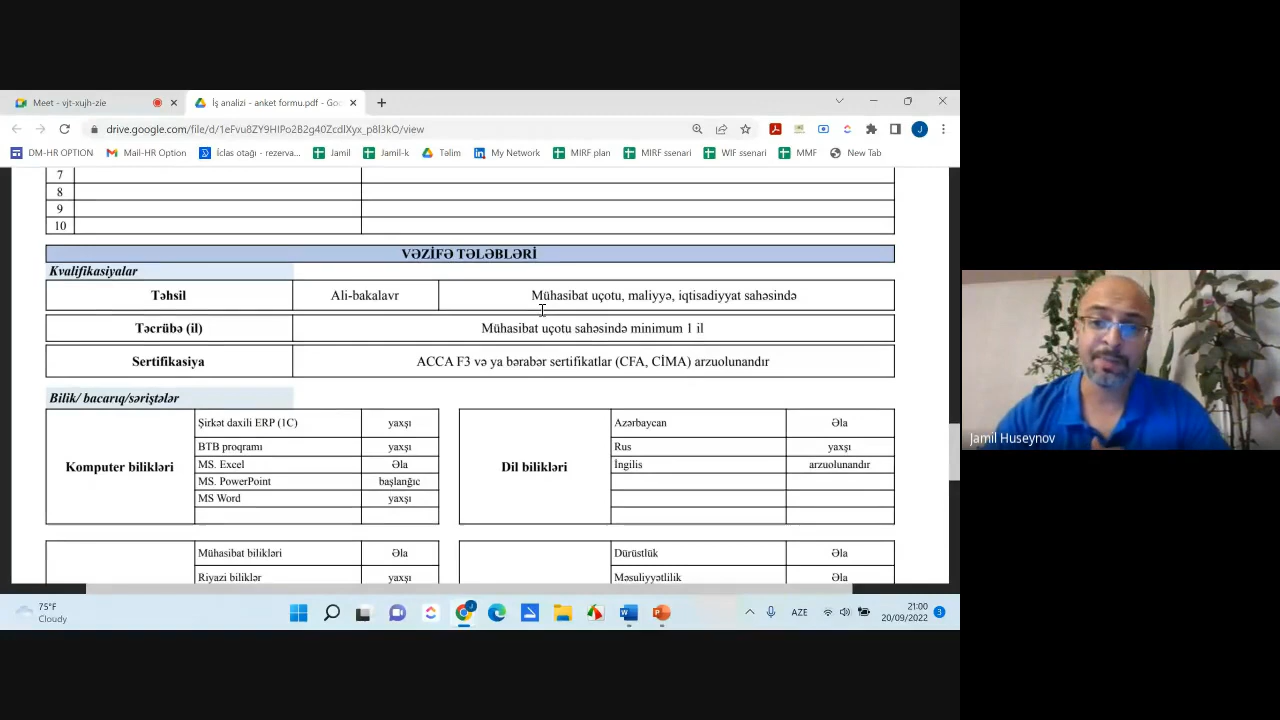 Meet - vjt-xujh-zie
İş analizi - anket formu.pdf - Goo
drive.google.com/file/d/1eFvu8ZY9HIPo2B2g40ZcdIXyx_p8l3kO/view
DM-HR OPTION Mail-HR Option İclas otağı - rezerva... Jamil Jamil-k Təlim My Network MIRF plan MIRF ssenari WIF ssenari MMF New Tab
7
8
9
10
VƏZİFƏ TƏLƏBLƏRİ
Kvalifikasiyalar
Təhsil Ali-bakalavr Mühasibat uçotu, maliyyə, iqtisadiyyat sahəsində
Təcrübə (il) Mühasibat uçotu sahəsində minimum 1 il
Sertifikasiya ACCA F3 və ya bərabər sertifikatlar (CFA, CİMA) arzuolunandır
Bilik/ bacarıq/səriştələr
Komputer bilikləri
Şirkət daxili ERP (1C) yaxşı
BTB proqramı yaxşı
MS. Excel Əla
MS. PowerPoint başlanğıc
MS Word yaxşı
Dil bilikləri
Azərbaycan Əla
Rus yaxşı
İngilis arzuolunandır
Mühasibat bilikləri Əla
Riyazi biliklər yaxşı
Dürüstlük Əla
Məsuliyyətlilik Əla
Jamil Huseynov
75°F
Cloudy
AZE
21:00
20/09/2022
3